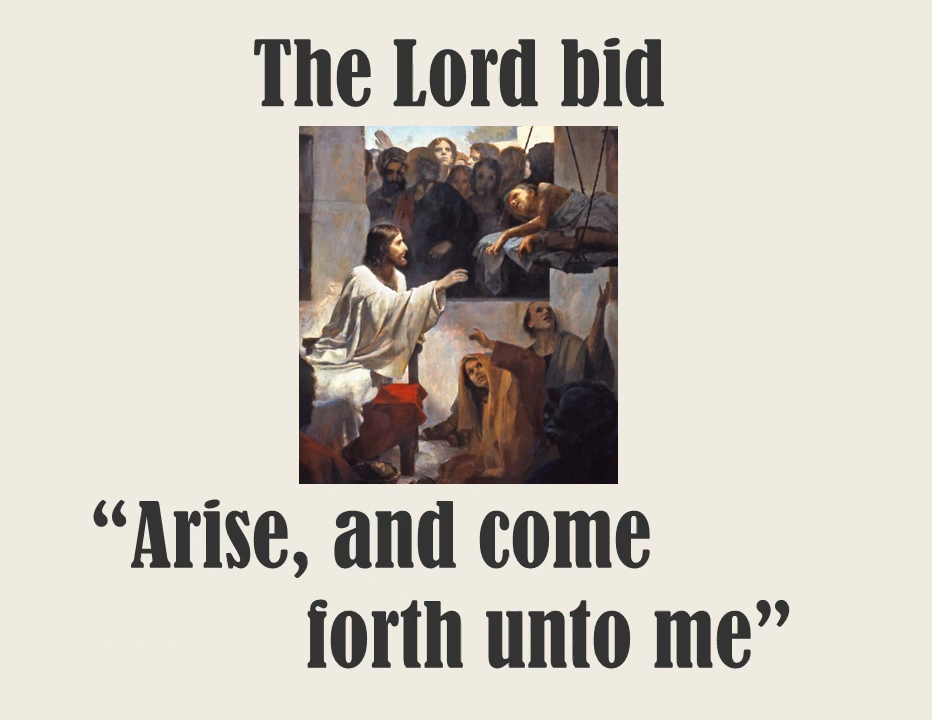 The Lord bid
“Arise, and come
forth unto me”